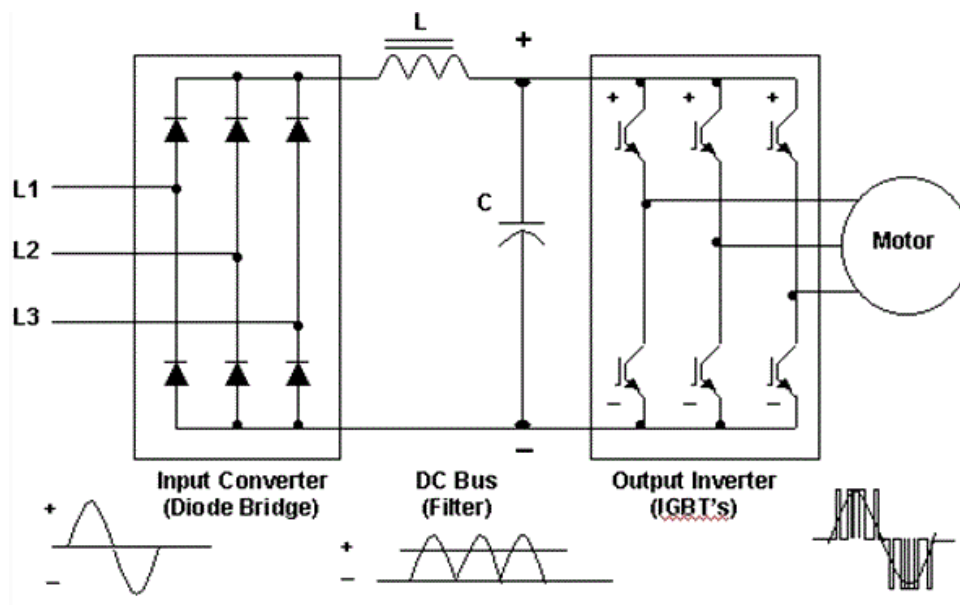 L
+
+ + +
L1
C
L2
Motor
L3
– – –
–
Input Converter
(Diode Bridge)
DC Bus
(Filter)
Output Inverter
(IGBT's)
+
–
+
–